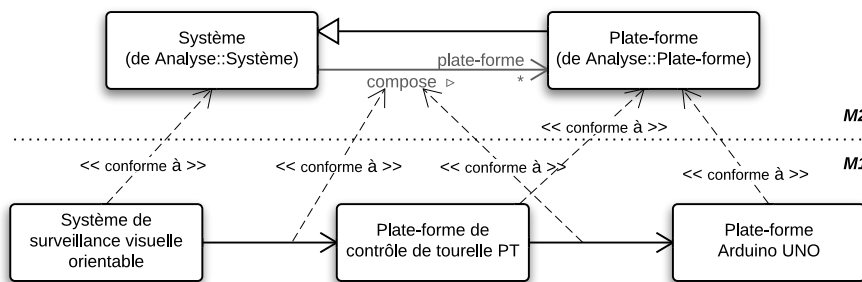 Système
(de Analyse::Système)
Plate-forme
(de Analyse::Plate-forme)
plate-forme
compose ▹
*
<< conforme à >>
M2
M1
<< conforme à >>
<< conforme à >>
<< conforme à >>
<< conforme à >>
Système de
surveillance visuelle
orientable
Plate-forme de
contrôle de tourelle PT
Plate-forme
Arduino UNO